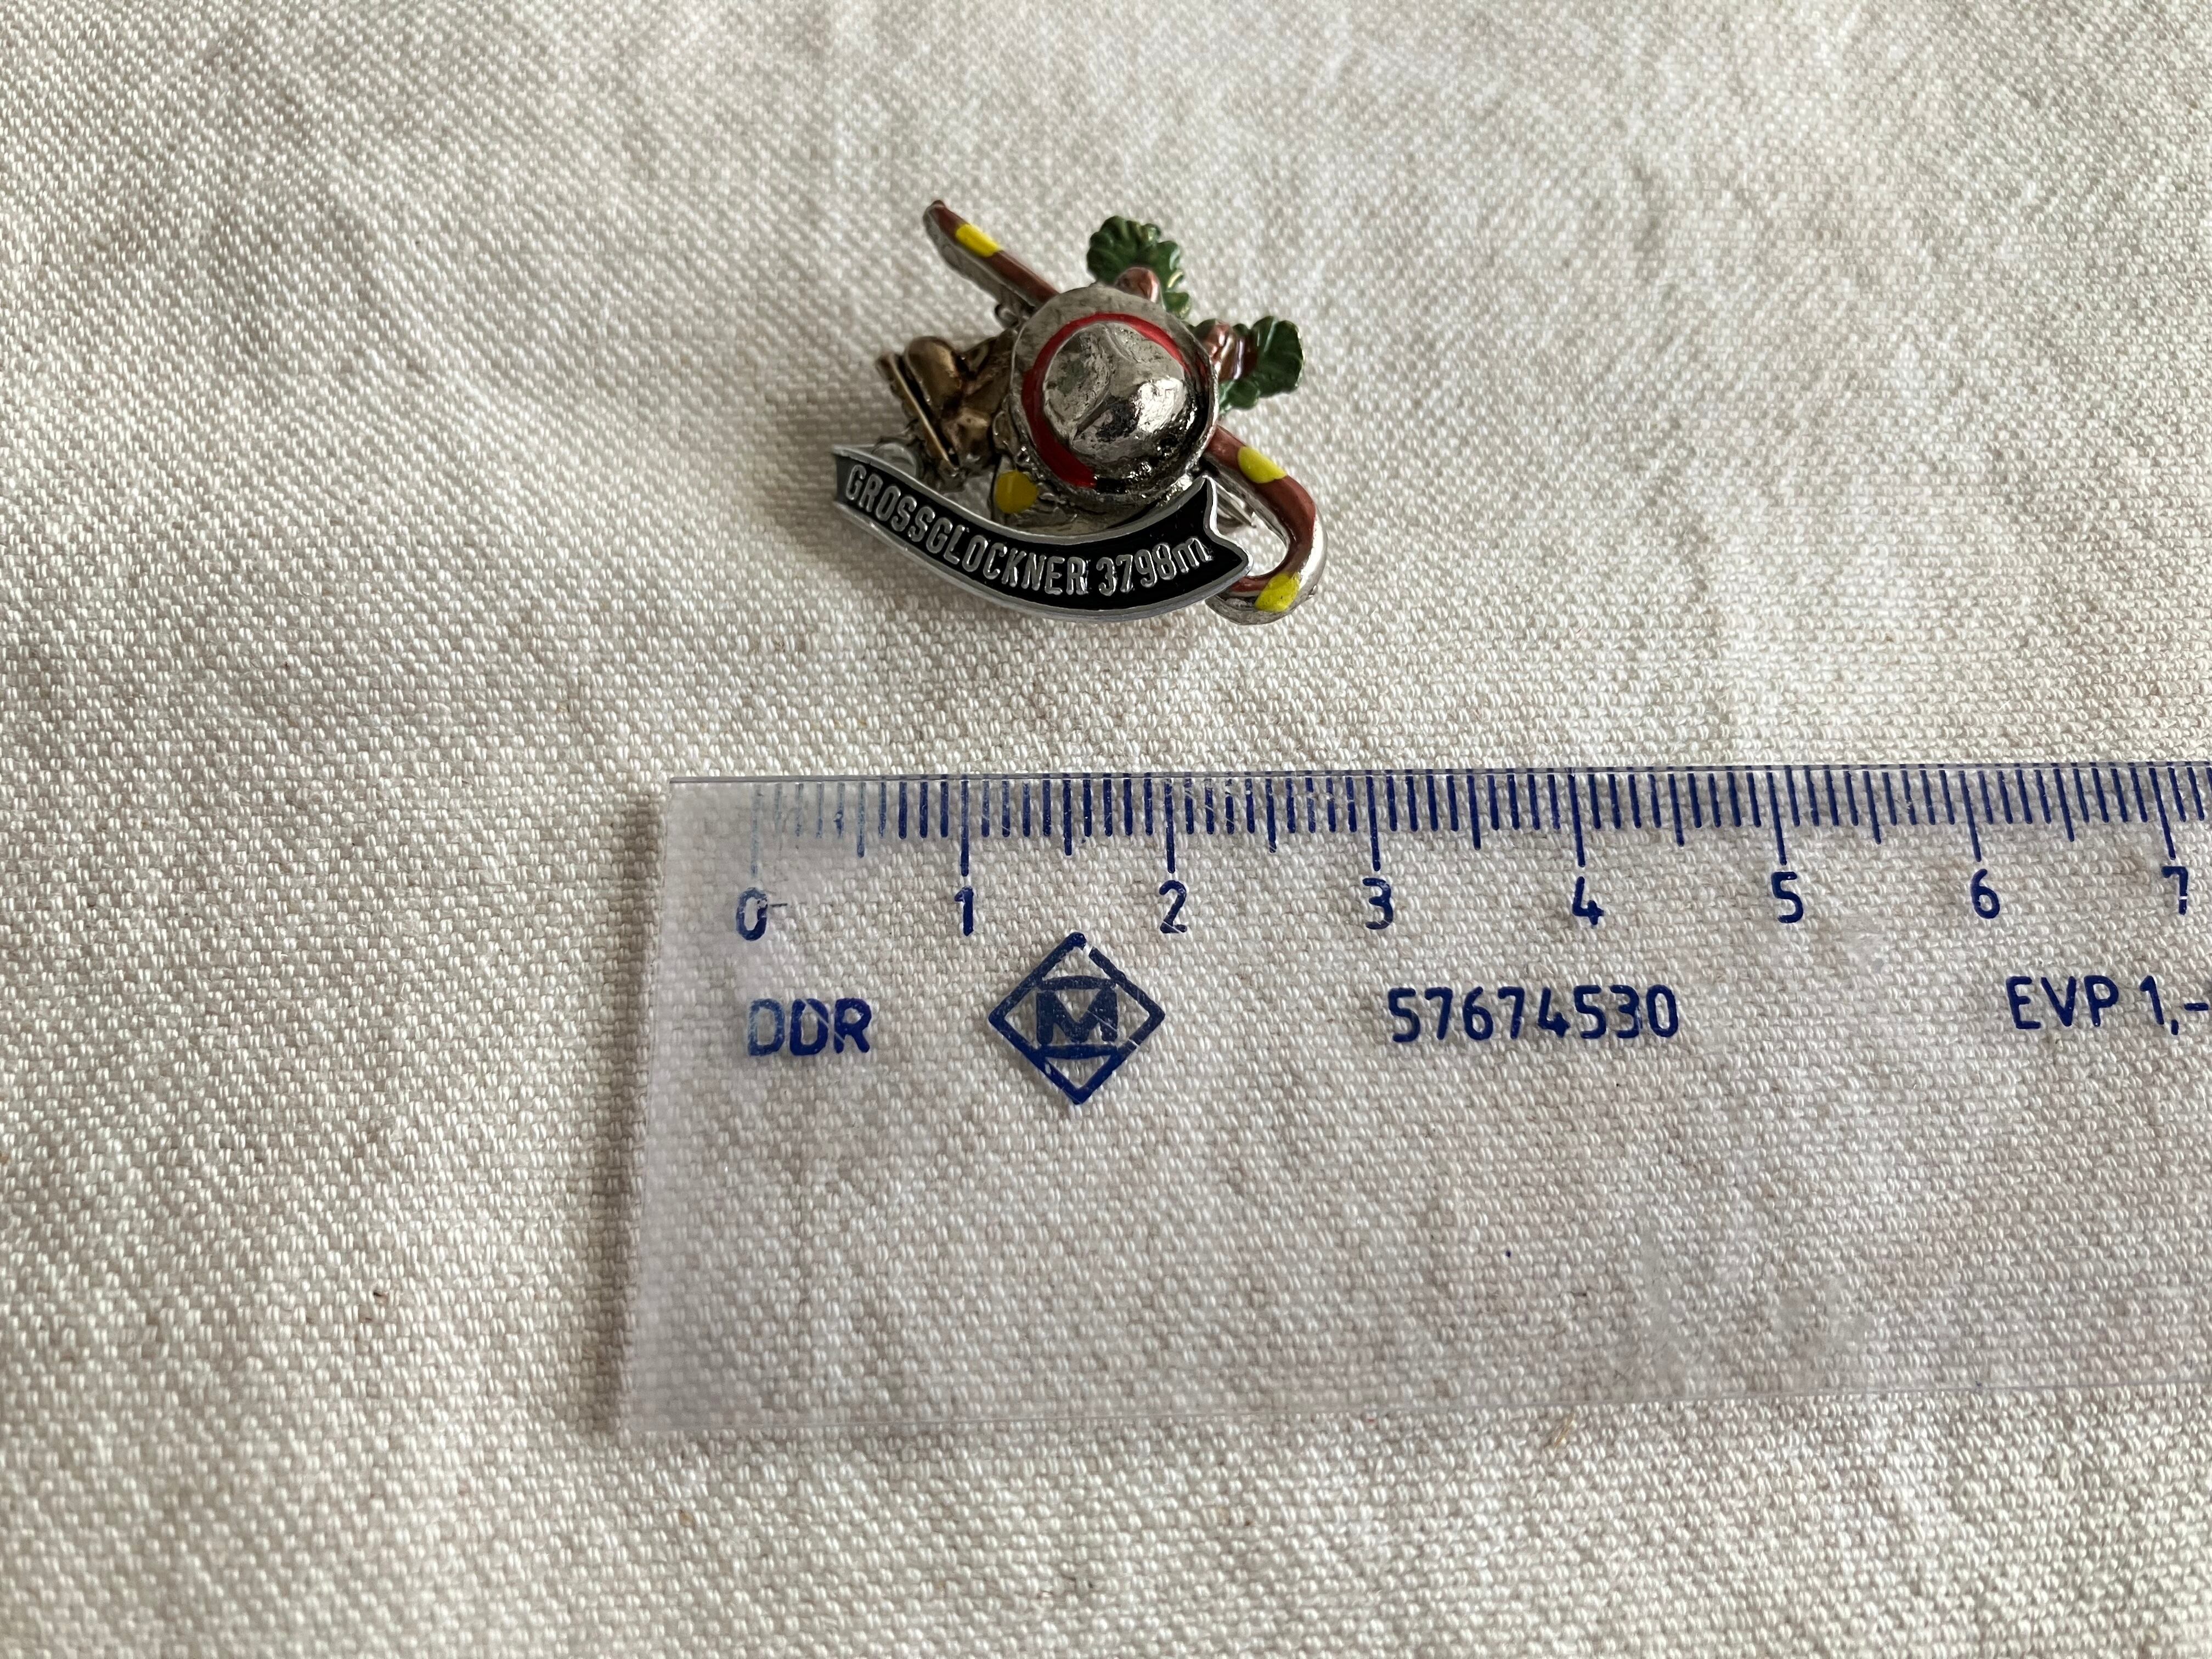 GROSSGLOCKNER 3798m
0 1 2 3 4 5 6 7
DDR M 57674530 EVP 1,-